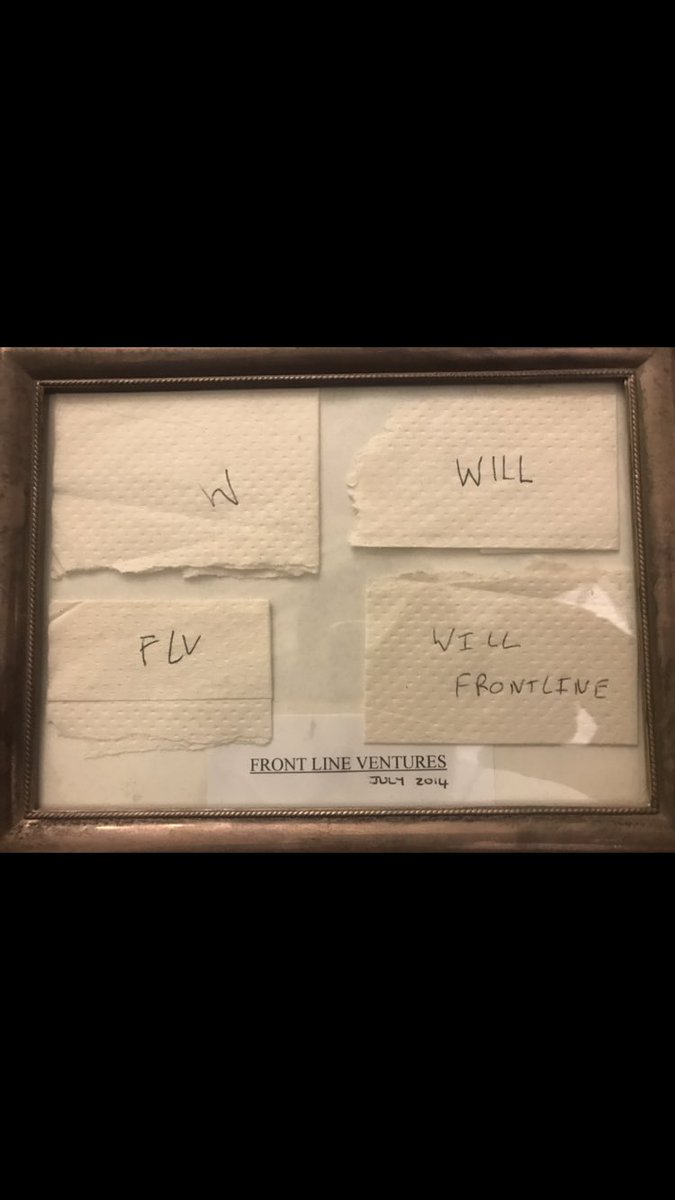 W
WILL
FLV
WILL
FRONTLINE
FRONT LINE VENTURES
JULY 2014